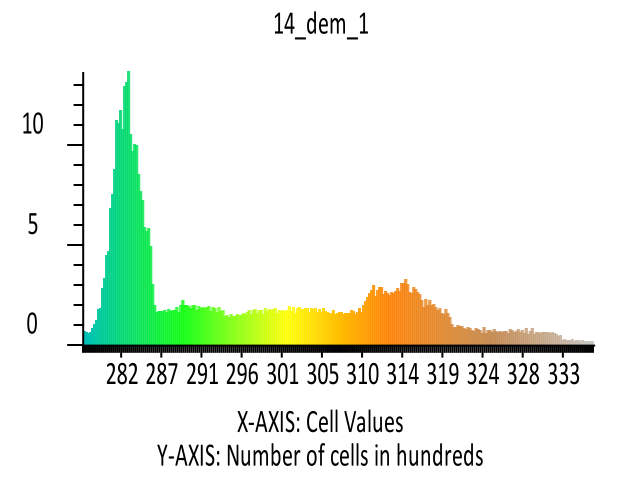 14_dem_1
10
5
0
282 287 291 296 301 305 310 314 319 324 328 333
X-AXIS: Cell Values
Y-AXIS: Number of cells in hundreds